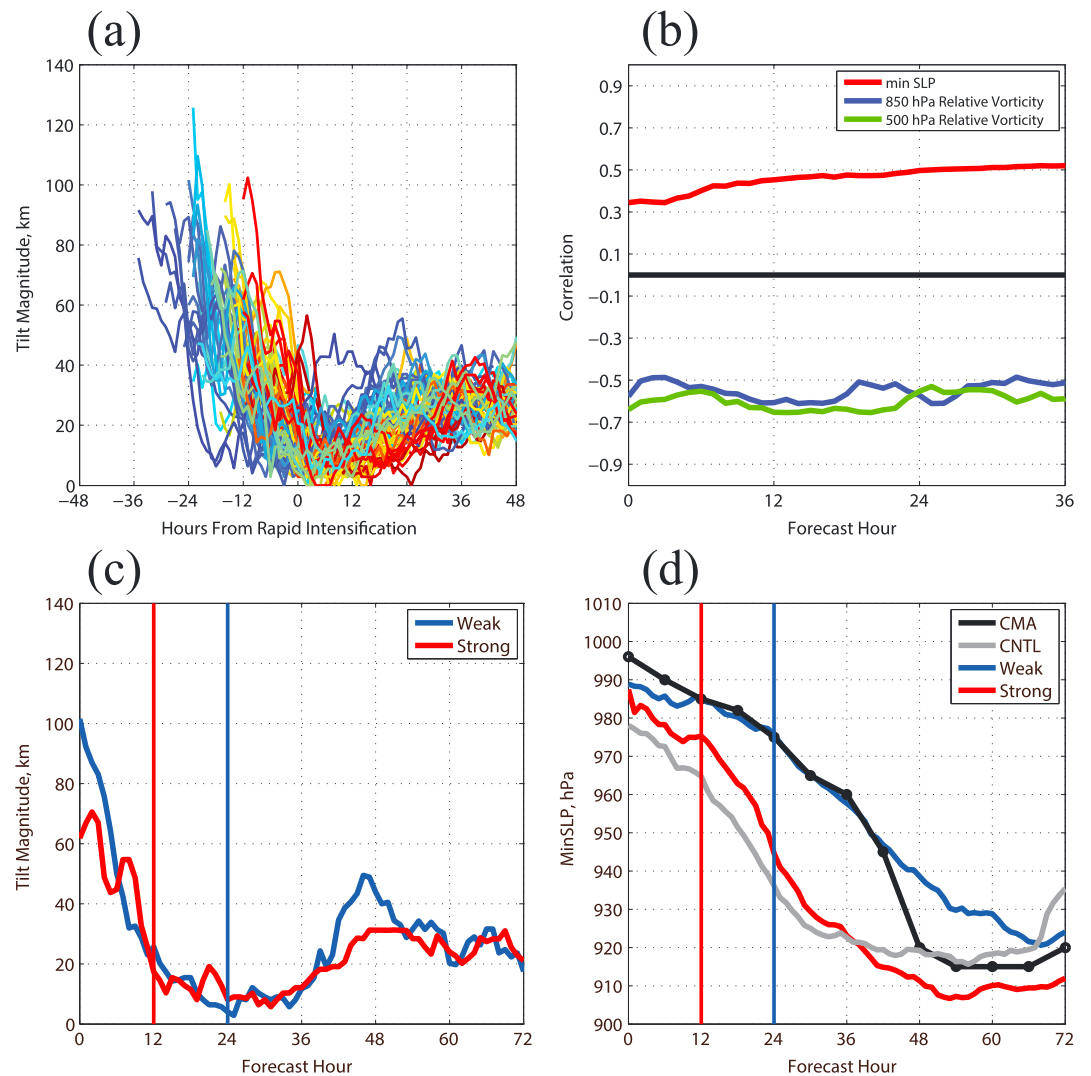 (a)
140
120
100
80
60
40
20
0
Tilt Magnitude, km
−48 −36 −24 −12 0 12 24 36 48
Hours From Rapid Intensification
(b)
0.9
0.7
0.5
0.3
0.1
−0.1
−0.3
−0.5
−0.7
−0.9
Correlation
min SLP
850 hPa Relative Vorticity
500 hPa Relative Vorticity
0 12 24 36
Forecast Hour
(c)
140
120
100
80
60
40
20
0
Tilt Magnitude, km
Weak
Strong
0 12 24 36 48 60 72
Forecast Hour
(d)
1010
1000
990
980
970
960
950
940
930
920
910
900
MinSLP, hPa
CMA
CNTL
Weak
Strong
0 12 24 36 48 60 72
Forecast Hour